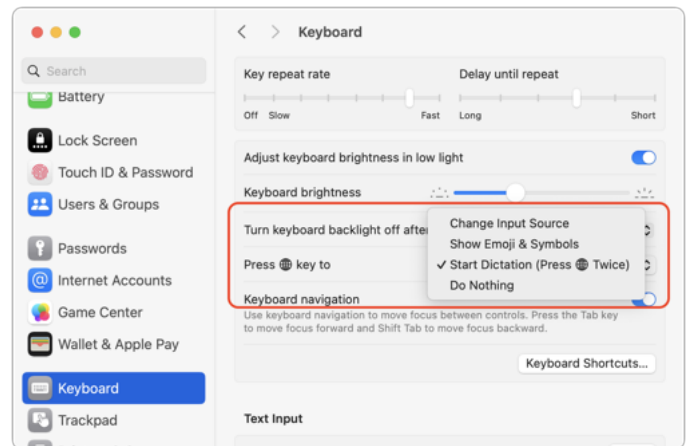 Keyboard
Search
Battery
Lock Screen
Touch ID & Password
Users & Groups
Passwords
Internet Accounts
Game Center
Wallet & Apple Pay
Keyboard
Trackpad
Key repeat rate
Delay until repeat
Off Slow Fast
Long Short
Adjust keyboard brightness in low light
Keyboard brightness
Turn keyboard backlight off after
Press 🌐 key to
Change Input Source
Show Emoji & Symbols
✓ Start Dictation (Press 🌐 Twice)
Do Nothing
Keyboard navigation
Use keyboard navigation to move focus between controls. Press the Tab key
to move focus forward and Shift Tab to move focus backward.
Keyboard Shortcuts...
Text Input